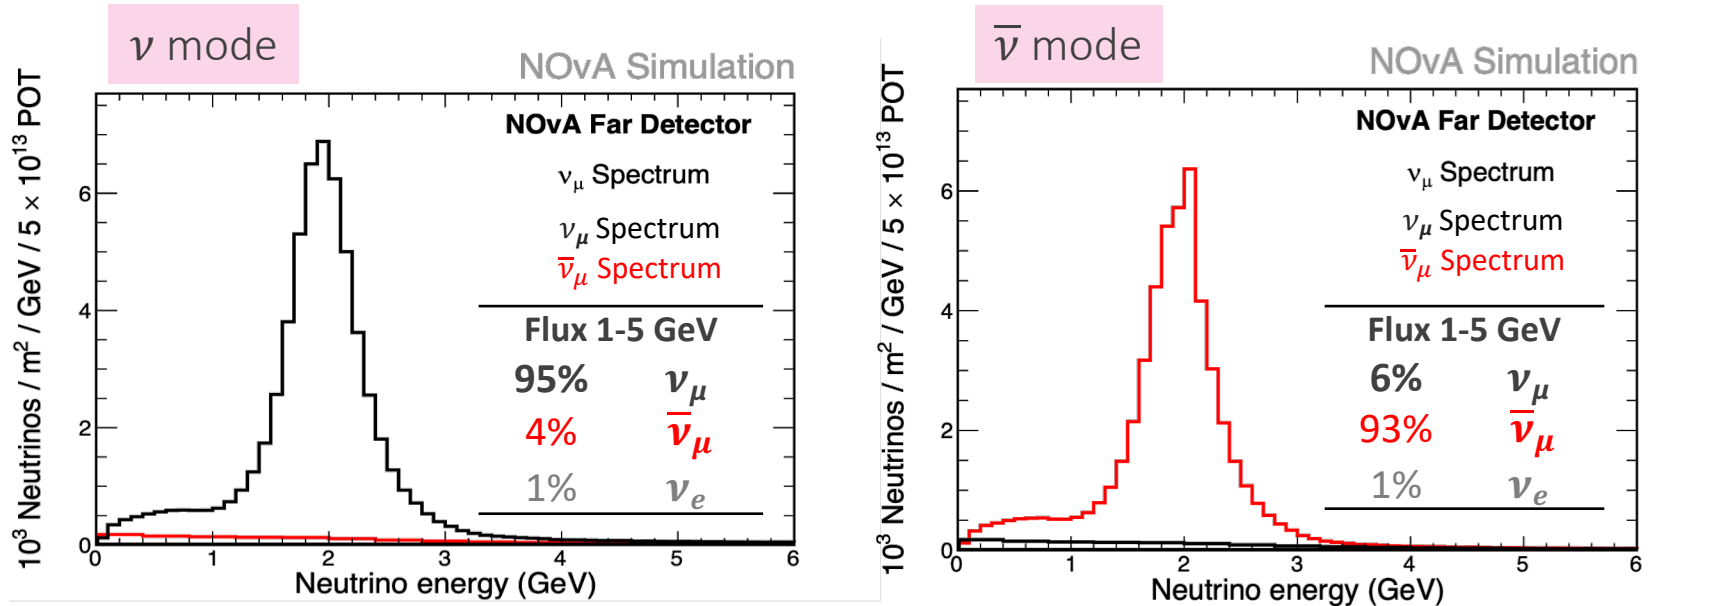 ν mode
NOvA Simulation
10³ Neutrinos / m² / GeV / 5 × 10¹³ POT
NOvA Far Detector
νμ Spectrum
νμ Spectrum
ν̅μ Spectrum
Flux 1-5 GeV
95% νμ
4% ν̅μ
1% νe
6
4
2
0
0 1 2 3 4 5 6
Neutrino energy (GeV)
ν̅ mode
NOvA Simulation
10³ Neutrinos / m² / GeV / 5 × 10¹³ POT
NOvA Far Detector
νμ Spectrum
νμ Spectrum
ν̅μ Spectrum
Flux 1-5 GeV
6% νμ
93% ν̅μ
1% νe
6
4
2
0
0 1 2 3 4 5 6
Neutrino energy (GeV)